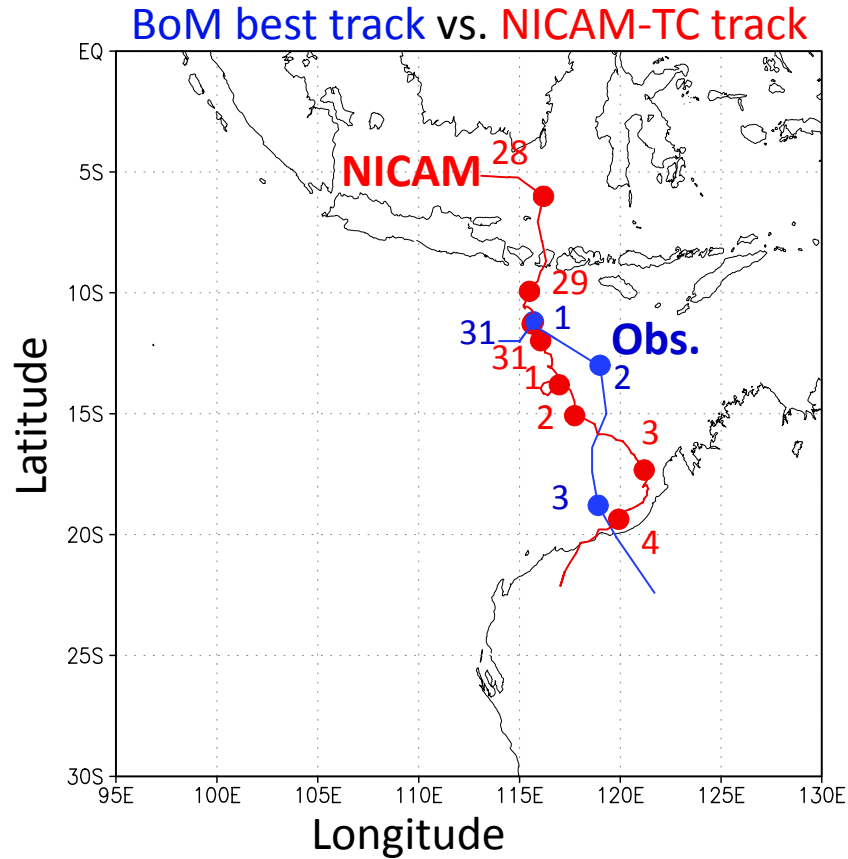 BoM best track vs. NICAM-TC track
EQ
28
5S
NICAM
10S
29
1
31
Obs.
31
2
1
15S
2
3
3
20S
4
25S
30S
95E 100E 105E 110E 115E 120E 125E 130E
Latitude
Longitude